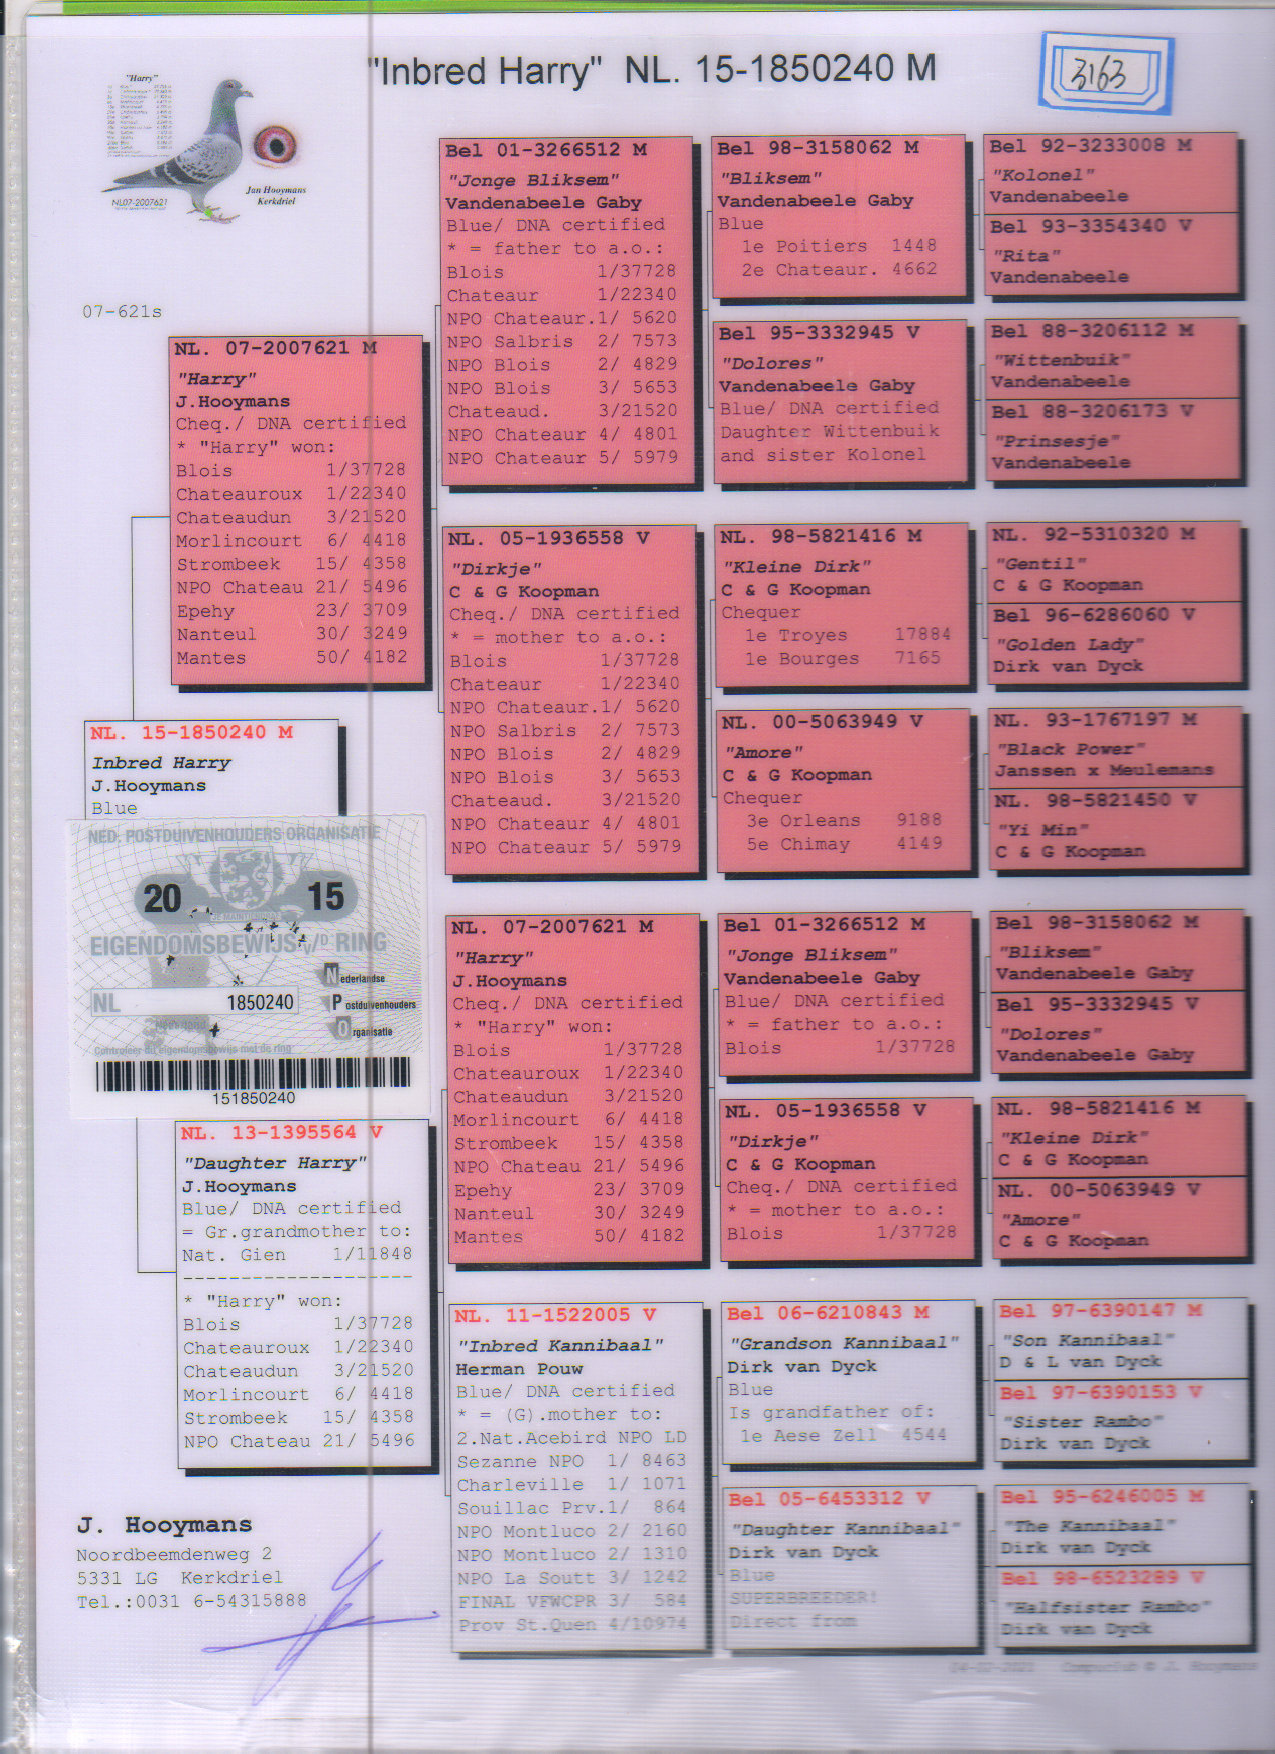 "Inbred Harry" NL. 15-1850240 M
3163
"Harry"
Jan Hooymans
Kerkdriel
NL07-2007621
07-621s
NL. 07-2007621 M
"Harry"
J.Hooymans
Cheq./ DNA certified
* "Harry" won:
Blois 1/37728
Chateauroux 1/22340
Chateaudun 3/21520
Morlincourt 6/ 4418
Strombeek 15/ 4358
NPO Chateau 21/ 5496
Epehy 23/ 3709
Nanteul 30/ 3249
Mantes 50/ 4182
NL. 15-1850240 M
Inbred Harry
J.Hooymans
Blue
NED. POSTDUIVENHOUDERS ORGANISATIE
20 15
JE MAINTIENDRAI
EIGENDOMSBEWIJS v/D RING
NL 1850240
Nederlandse
Postduivenhouders
Organisatie
Controleer dit eigendomsbewijs met de ring
151850240
NL. 13-1395564 V
"Daughter Harry"
J.Hooymans
Blue/ DNA certified
= Gr.grandmother to:
Nat. Gien 1/11848
--------------------
* "Harry" won:
Blois 1/37728
Chateauroux 1/22340
Chateaudun 3/21520
Morlincourt 6/ 4418
Strombeek 15/ 4358
NPO Chateau 21/ 5496
J. Hooymans
Noordbeemdenweg 2
5331 LG Kerkdriel
Tel.:0031 6-54315888
Bel 01-3266512 M
"Jonge Bliksem"
Vandenabeele Gaby
Blue/ DNA certified
* = father to a.o.:
Blois 1/37728
Chateaur 1/22340
NPO Chateaur.1/ 5620
NPO Salbris 2/ 7573
NPO Blois 2/ 4829
NPO Blois 3/ 5653
Chateaud. 3/21520
NPO Chateaur 4/ 4801
NPO Chateaur 5/ 5979
NL. 05-1936558 V
"Dirkje"
C & G Koopman
Cheq./ DNA certified
* = mother to a.o.:
Blois 1/37728
Chateaur 1/22340
NPO Chateaur.1/ 5620
NPO Salbris 2/ 7573
NPO Blois 2/ 4829
NPO Blois 3/ 5653
Chateaud. 3/21520
NPO Chateaur 4/ 4801
NPO Chateaur 5/ 5979
NL. 07-2007621 M
"Harry"
J.Hooymans
Cheq./ DNA certified
* "Harry" won:
Blois 1/37728
Chateauroux 1/22340
Chateaudun 3/21520
Morlincourt 6/ 4418
Strombeek 15/ 4358
NPO Chateau 21/ 5496
Epehy 23/ 3709
Nanteul 30/ 3249
Mantes 50/ 4182
NL. 11-1522005 V
"Inbred Kannibaal"
Herman Pouw
Blue/ DNA certified
* = (G).mother to:
2.Nat.Acebird NPO LD
Sezanne NPO 1/ 8463
Charleville 1/ 1071
Souillac Prv.1/ 864
NPO Montluco 2/ 2160
NPO Montluco 2/ 1310
NPO La Soutt 3/ 1242
FINAL VFWCPR 3/ 584
Prov St.Quen 4/10974
Bel 98-3158062 M
"Bliksem"
Vandenabeele Gaby
Blue
1e Poitiers 1448
2e Chateaur. 4662
Bel 95-3332945 V
"Dolores"
Vandenabeele Gaby
Blue/ DNA certified
Daughter Wittenbuik
and sister Kolonel
NL. 98-5821416 M
"Kleine Dirk"
C & G Koopman
Chequer
1e Troyes 17884
1e Bourges 7165
NL. 00-5063949 V
"Amore"
C & G Koopman
Chequer
3e Orleans 9188
5e Chimay 4149
Bel 01-3266512 M
"Jonge Bliksem"
Vandenabeele Gaby
Blue/ DNA certified
* = father to a.o.:
Blois 1/37728
NL. 05-1936558 V
"Dirkje"
C & G Koopman
Cheq./ DNA certified
* = mother to a.o.:
Blois 1/37728
Bel 06-6210843 M
"Grandson Kannibaal"
Dirk van Dyck
Blue
Is grandfather of:
1e Aese Zell 4544
Bel 05-6453312 V
"Daughter Kannibaal"
Dirk van Dyck
Blue
SUPERBREEDER!
Direct from
Bel 92-3233008 M
"Kolonel"
Vandenabeele
Bel 93-3354340 V
"Rita"
Vandenabeele
Bel 88-3206112 M
"Wittenbuik"
Vandenabeele
Bel 88-3206173 V
"Prinsesje"
Vandenabeele
NL. 92-5310320 M
"Gentil"
C & G Koopman
Bel 96-6286060 V
"Golden Lady"
Dirk van Dyck
NL. 93-1767197 M
"Black Power"
Janssen x Meulemans
NL. 98-5821450 V
"Yi Min"
C & G Koopman
Bel 98-3158062 M
"Bliksem"
Vandenabeele Gaby
Bel 95-3332945 V
"Dolores"
Vandenabeele Gaby
NL. 98-5821416 M
"Kleine Dirk"
C & G Koopman
NL. 00-5063949 V
"Amore"
C & G Koopman
Bel 97-6390147 M
"Son Kannibaal"
D & L van Dyck
Bel 97-6390153 V
"Sister Rambo"
Dirk van Dyck
Bel 95-6246005 M
"The Kannibaal"
Dirk van Dyck
Bel 98-6523289 V
"Halfsister Rambo"
Dirk van Dyck
Compuclub © J. Hooymans